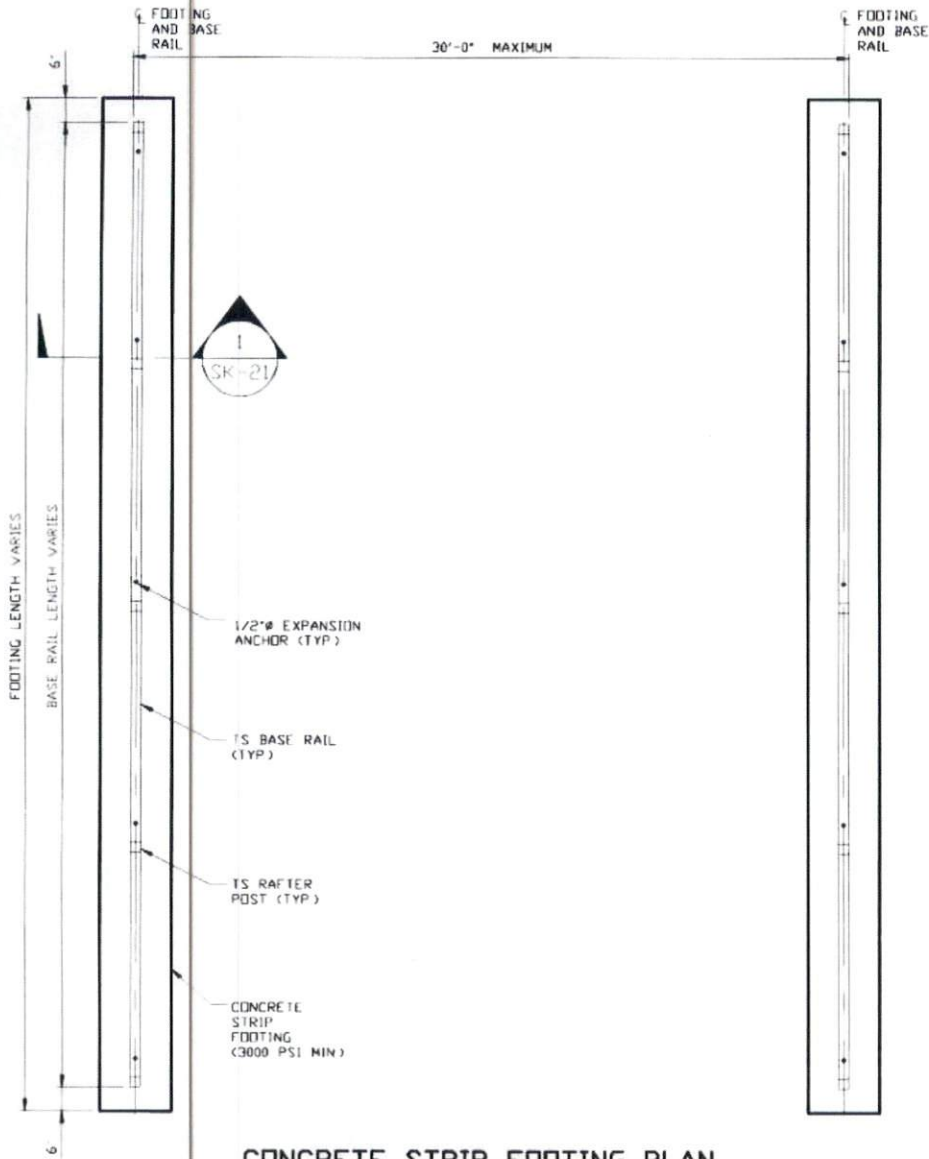 ℄ FOOTING
AND BASE
RAIL
℄ FOOTING
AND BASE
RAIL
30'-0" MAXIMUM
6"
FOOTING LENGTH VARIES
BASE RAIL LENGTH VARIES
1
SK-21
1/2"ø EXPANSION
ANCHOR (TYP.)
TS BASE RAIL
(TYP.)
TS RAFTER
POST (TYP.)
CONCRETE
STRIP
FOOTING
(3000 PSI MIN.)
6
CONCRETE STRIP FOOTING PLAN